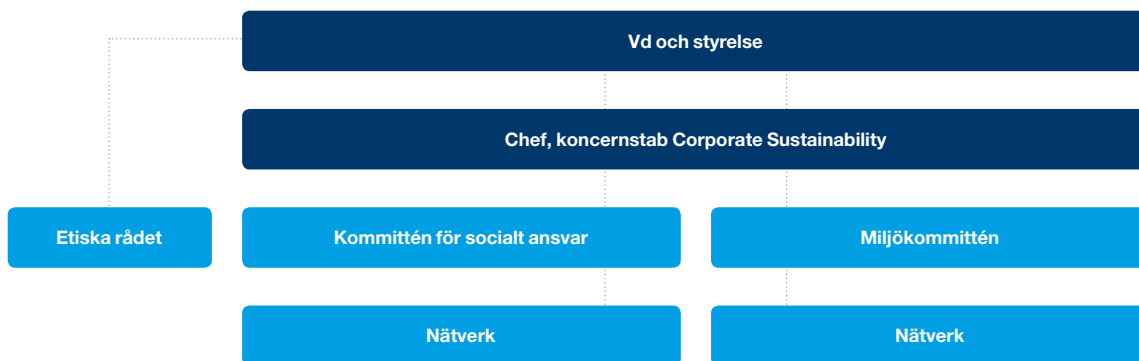 Vd och styrelse
Chef, koncernstab Corporate Sustainability
Etiska rådet
Kommittén för socialt ansvar
Miljökommittén
Nätverk
Nätverk